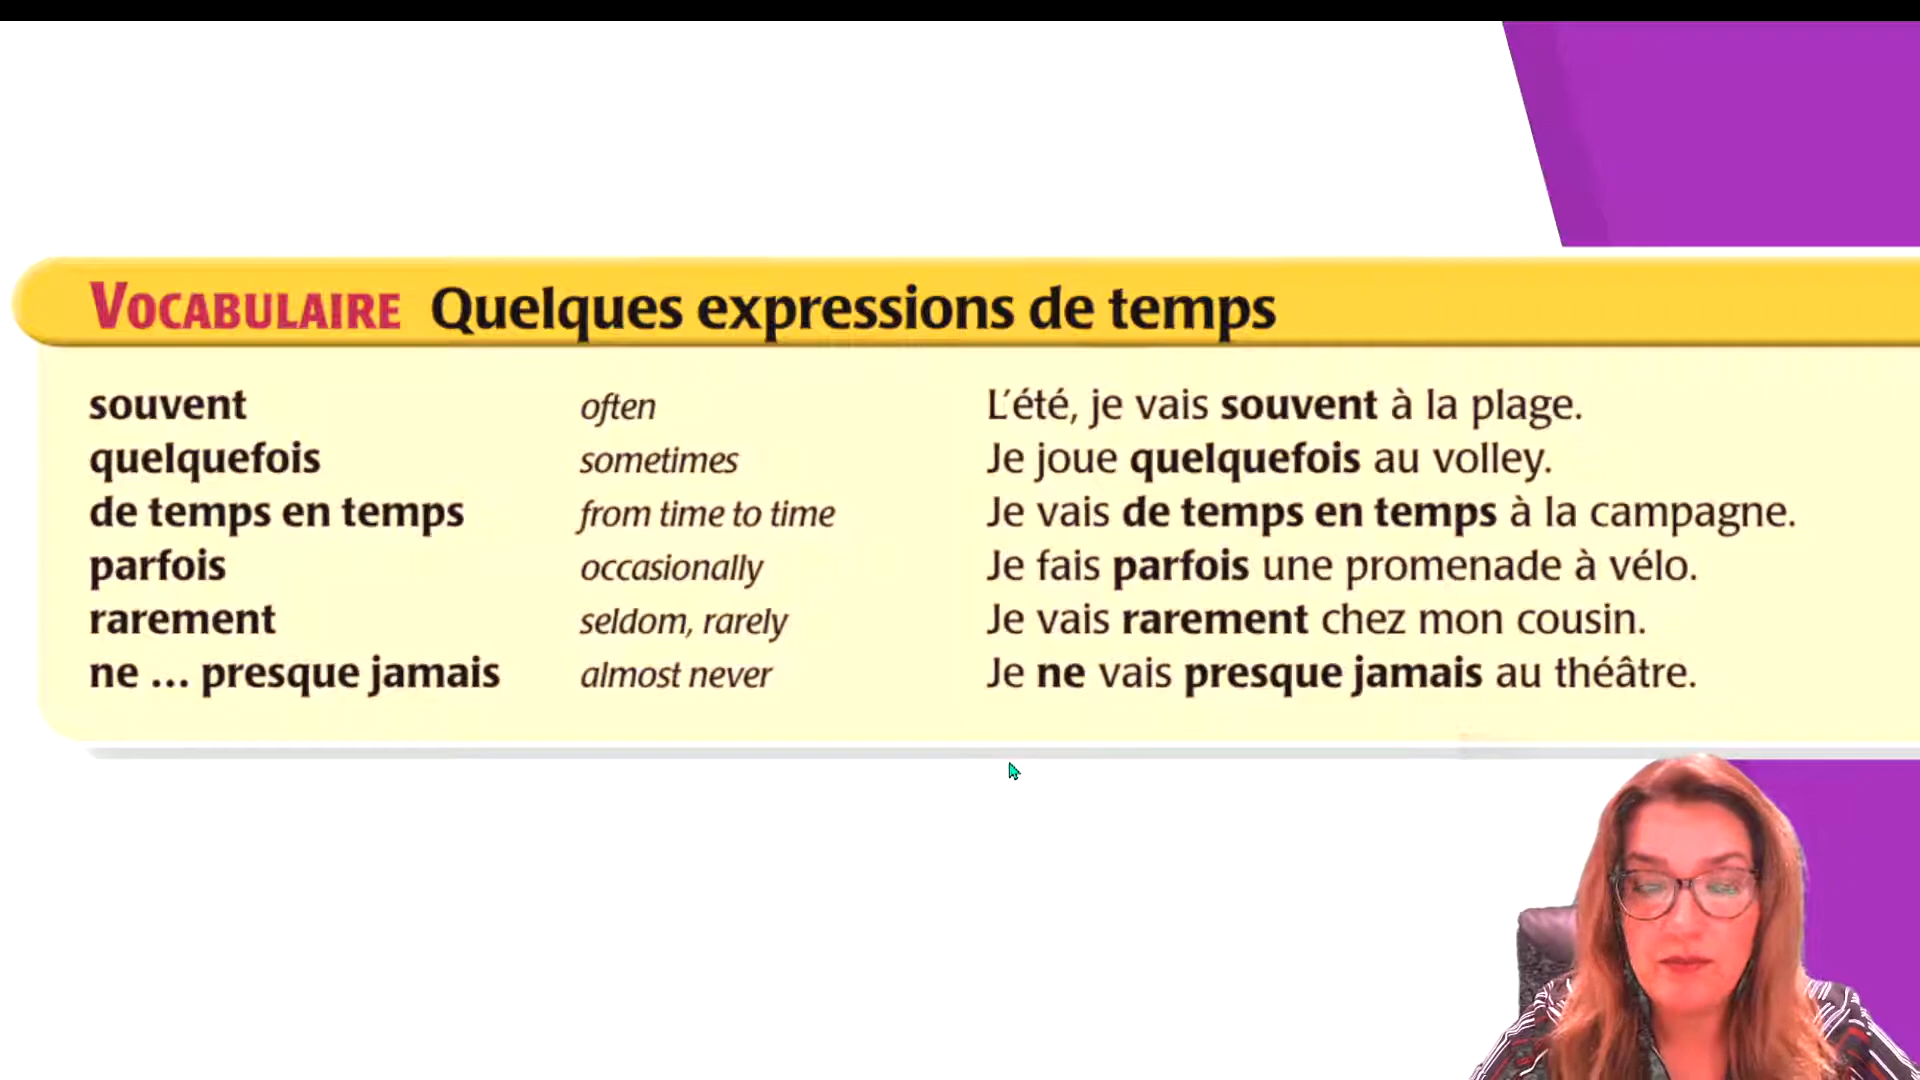 VOCABULAIRE Quelques expressions de temps
souvent often L'été, je vais souvent à la plage.
quelquefois sometimes Je joue quelquefois au volley.
de temps en temps from time to time Je vais de temps en temps à la campagne.
parfois occasionally Je fais parfois une promenade à vélo.
rarement seldom, rarely Je vais rarement chez mon cousin.
ne ... presque jamais almost never Je ne vais presque jamais au théâtre.